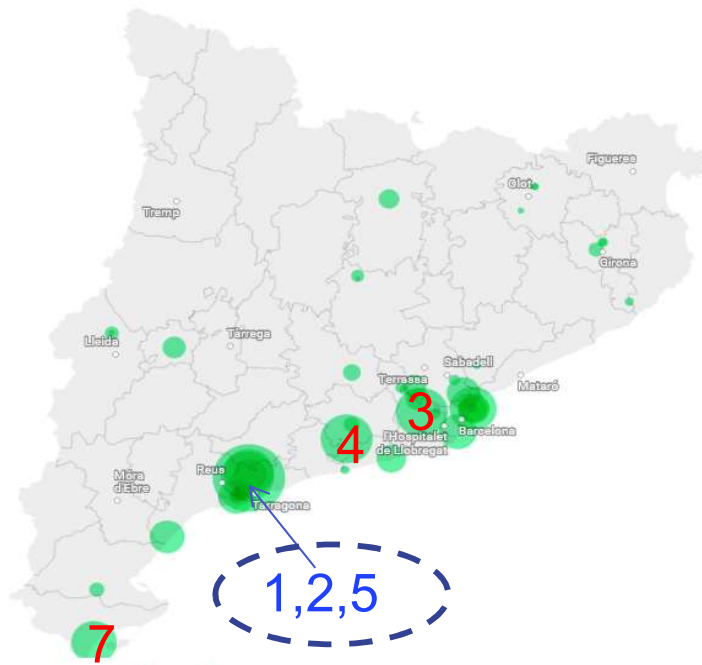 Figueres
Olot
Tremp
Girona
Tàrrega
Lleida
Sabadell
Terrassa
Mataró
3
4
Barcelona
l'Hospitalet
de Llobregat
Reus
Móra
d'Ebre
Tarragona
1,2,5
7